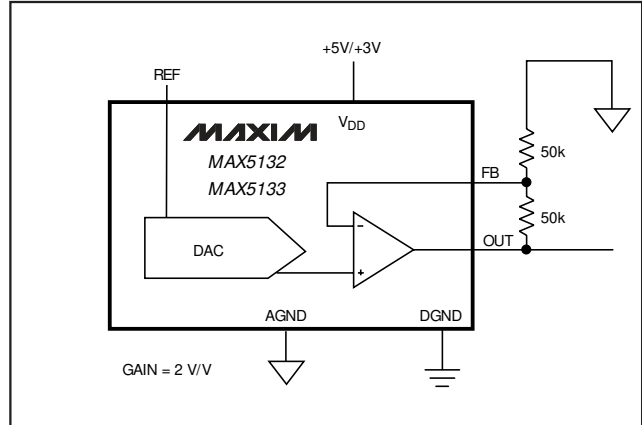 +5V/+3V
REF
VDD
MAXIM
MAX5132
MAX5133
50k
FB
50k
–
DAC
OUT
+
AGND
DGND
GAIN = 2 V/V